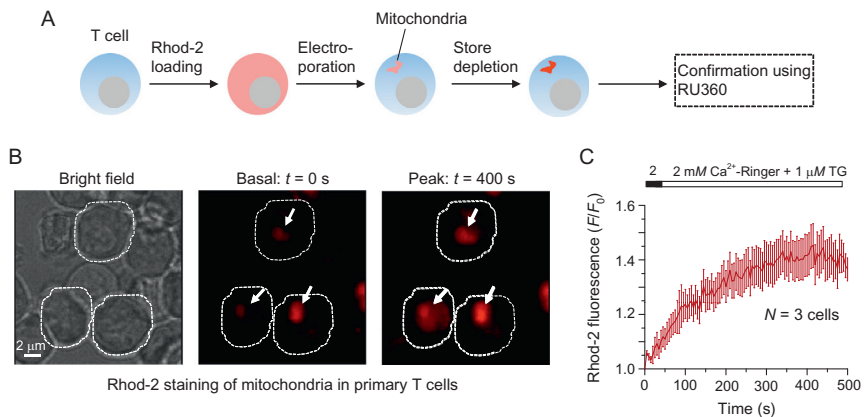 A
T cell
Rhod-2
loading
Electro-
poration
Mitochondria
Store
depletion
Confirmation using
RU360
B
Bright field
Basal: t = 0 s
Peak: t = 400 s
2 μm
Rhod-2 staining of mitochondria in primary T cells
C
2
2 mM Ca²⁺-Ringer + 1 μM TG
Rhod-2 fluorescence (F/F₀)
1.6
1.4
1.2
1.0
N = 3 cells
0 100 200 300 400 500
Time (s)